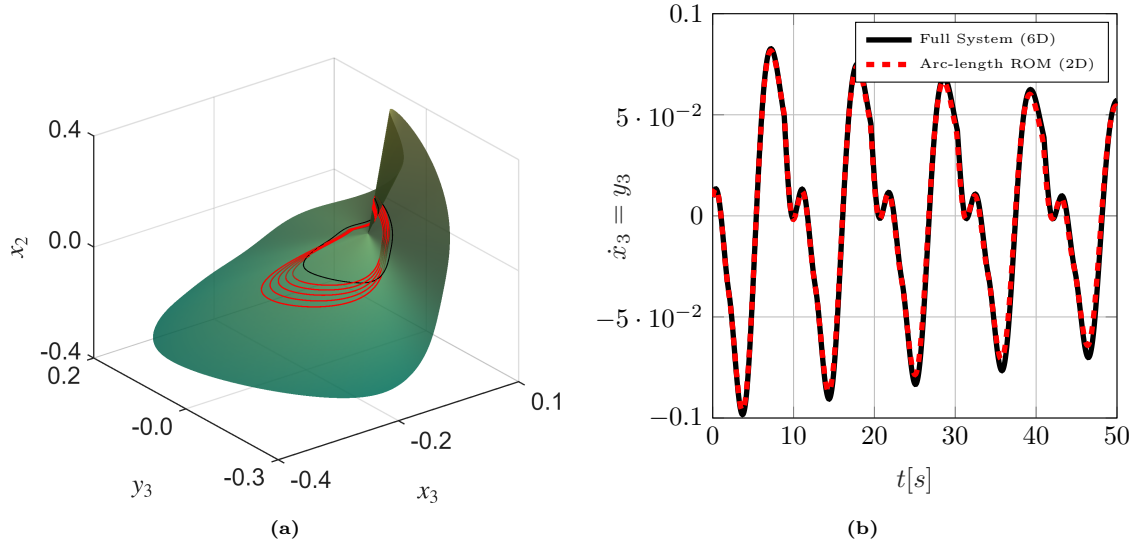 0.4
0.0
-0.4
x₂
0.2
-0.0
-0.3
y₃
-0.4
-0.2
0.1
x₃
(a)
0.1
5 · 10⁻²
0
−5 · 10⁻²
−0.1
ẋ₃ = y₃
Full System (6D)
Arc-length ROM (2D)
0 10 20 30 40 50
t[s]
(b)